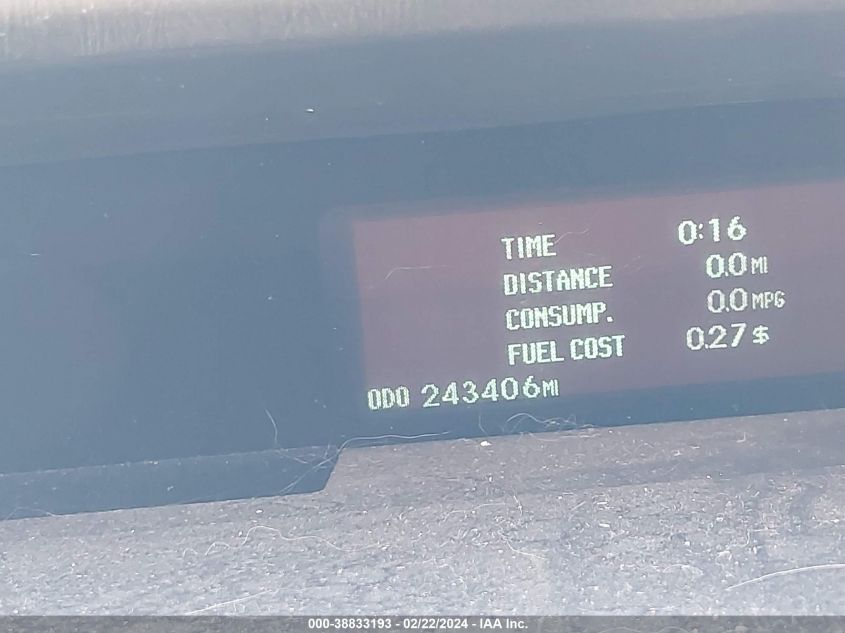 TIME 0:16
DISTANCE 0.0 MI
CONSUMP. 0.0 MPG
FUEL COST 0.27 $
ODO 243406 MI
000-38833193 - 02/22/2024 - IAA Inc.